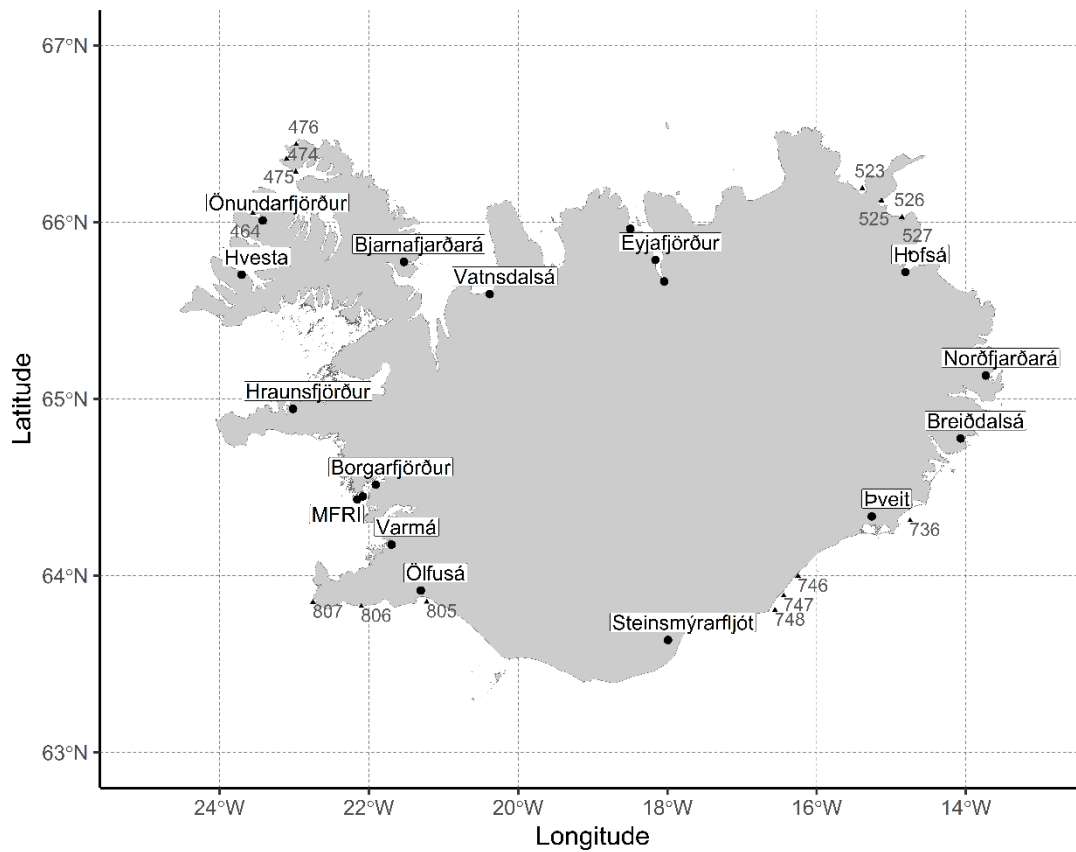 67°N
476
474
475
523
Önundarfjörður
526
66°N
464
525
Eyjafjörður
527
Bjarnafjarðará
Hvesta
Hofsá
Vatnsdalsá
Norðfjarðará
Hraunsfjörður
65°N
Breiðdalsá
Latitude
Borgarfjörður
Þveit
MFRI
Varmá
736
Ölfusá
64°N
746
747
807
806
805
748
Steinsmýrarfljót
63°N
24°W
22°W
20°W
18°W
16°W
14°W
Longitude